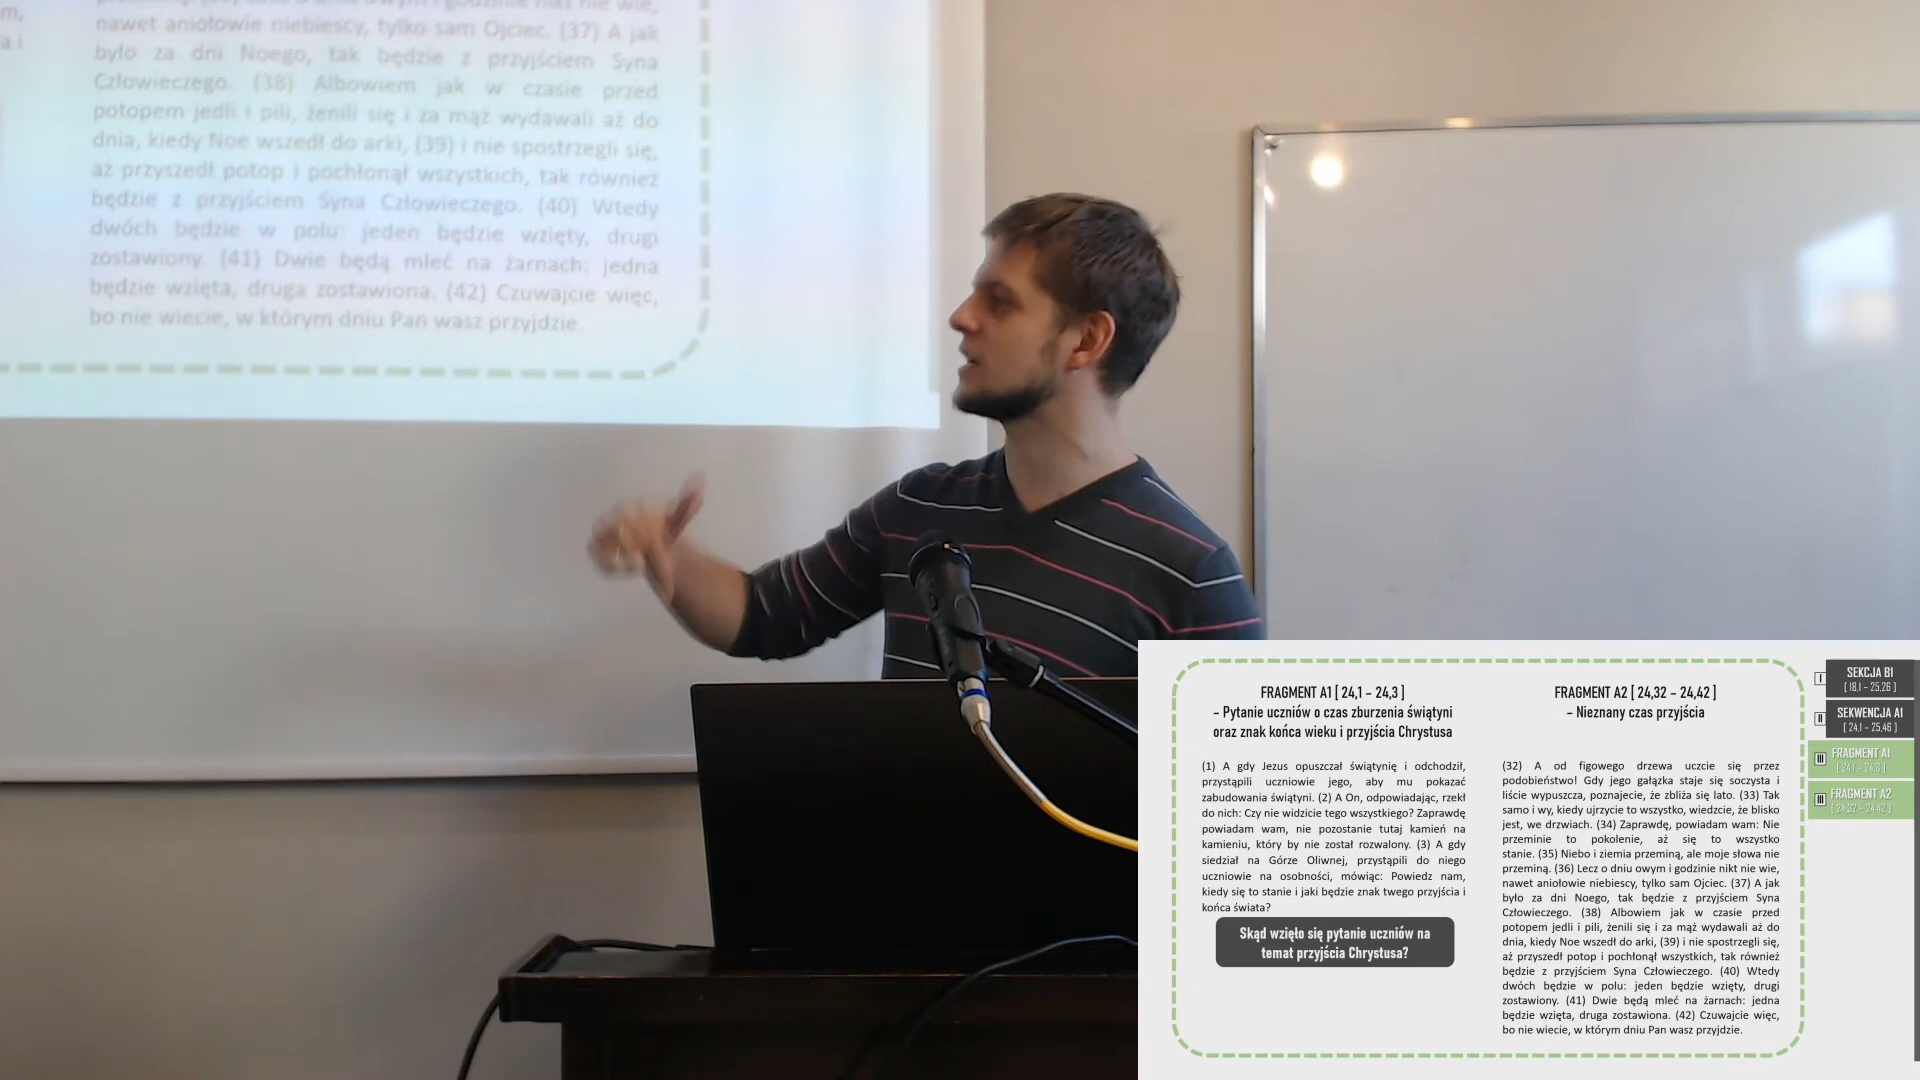 nawet aniołowie niebiescy, tylko sam Ojciec. (37) A jak
było za dni Noego, tak będzie z przyjściem Syna
Człowieczego. (38) Albowiem jak w czasie przed
potopem jedli i pili, żenili się i za mąż wydawali aż do
dnia, kiedy Noe wszedł do arki, (39) i nie spostrzegli się,
aż przyszedł potop i pochłonął wszystkich, tak również
będzie z przyjściem Syna Człowieczego. (40) Wtedy
dwóch będzie w polu: jeden będzie wzięty, drugi
zostawiony. (41) Dwie będą mleć na żarnach: jedna
będzie wzięta, druga zostawiona. (42) Czuwajcie więc,
bo nie wiecie, w którym dniu Pan wasz przyjdzie.
FRAGMENT A1 [ 24,1 – 24,3 ]
– Pytanie uczniów o czas zburzenia świątyni
oraz znak końca wieku i przyjścia Chrystusa
(1) A gdy Jezus opuszczał świątynię i odchodził,
przystąpili uczniowie jego, aby mu pokazać
zabudowania świątyni. (2) A On, odpowiadając, rzekł
do nich: Czy nie widzicie tego wszystkiego? Zaprawdę
powiadam wam, nie pozostanie tutaj kamień na
kamieniu, który by nie został rozwalony. (3) A gdy
siedział na Górze Oliwnej, przystąpili do niego
uczniowie na osobności, mówiąc: Powiedz nam,
kiedy się to stanie i jaki będzie znak twego przyjścia i
końca świata?
Skąd wzięło się pytanie uczniów na
temat przyjścia Chrystusa?
FRAGMENT A2 [ 24,32 – 24,42 ]
– Nieznany czas przyjścia
(32) A od figowego drzewa uczcie się przez
podobieństwo! Gdy jego gałązka staje się soczysta i
liście wypuszcza, poznajecie, że zbliża się lato. (33) Tak
samo i wy, kiedy ujrzycie to wszystko, wiedzcie, że blisko
jest, we drzwiach. (34) Zaprawdę, powiadam wam: Nie
przeminie to pokolenie, aż się to wszystko
stanie. (35) Niebo i ziemia przeminą, ale moje słowa nie
przeminą. (36) Lecz o dniu owym i godzinie nikt nie wie,
nawet aniołowie niebiescy, tylko sam Ojciec. (37) A jak
było za dni Noego, tak będzie z przyjściem Syna
Człowieczego. (38) Albowiem jak w czasie przed
potopem jedli i pili, żenili się i za mąż wydawali aż do
dnia, kiedy Noe wszedł do arki, (39) i nie spostrzegli się,
aż przyszedł potop i pochłonął wszystkich, tak również
będzie z przyjściem Syna Człowieczego. (40) Wtedy
dwóch będzie w polu: jeden będzie wzięty, drugi
zostawiony. (41) Dwie będą mleć na żarnach: jedna
będzie wzięta, druga zostawiona. (42) Czuwajcie więc,
bo nie wiecie, w którym dniu Pan wasz przyjdzie.
I SEKCJA B1
[ 18,1 – 25,26 ]
II SEKWENCJA A1
[ 24,1 – 25,46 ]
III FRAGMENT A1
[ 24,1 – 24,3 ]
III FRAGMENT A2
[ 24,32 – 24,42 ]